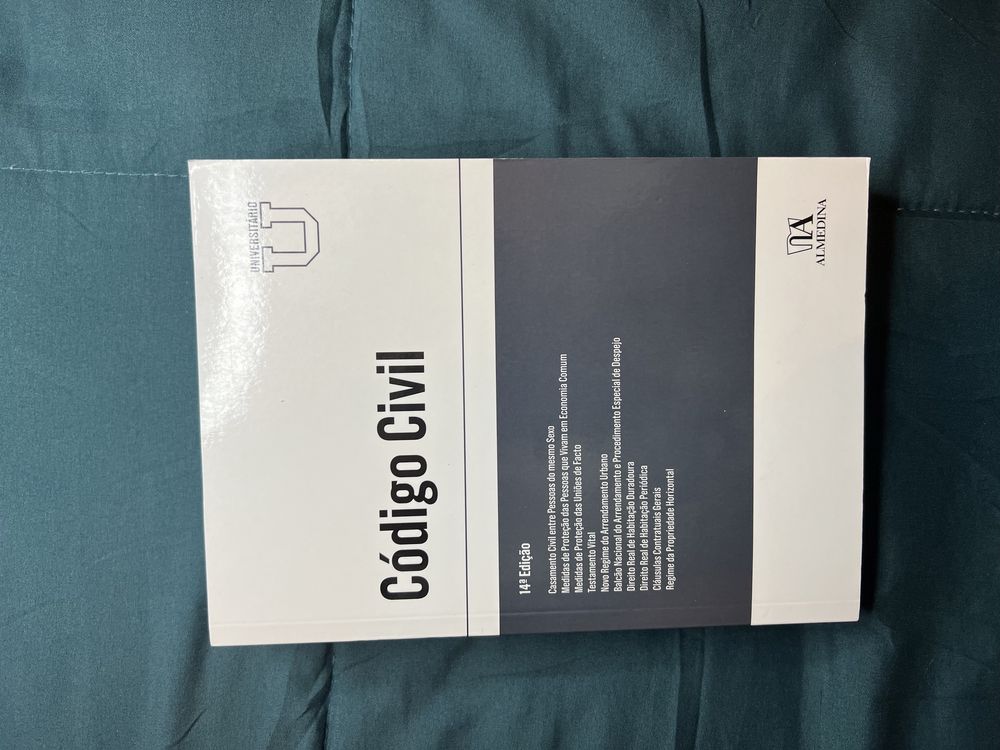 UNIVERSITÁRIO
U
Código Civil
14ª Edição
Casamento Civil entre Pessoas do mesmo Sexo
Medidas de Proteção das Pessoas que Vivam em Economia Comum
Medidas de Proteção das Uniões de Facto
Testamento Vital
Novo Regime do Arrendamento Urbano
Balcão Nacional do Arrendamento e Procedimento Especial de Despejo
Direito Real de Habitação Duradoura
Direito Real de Habitação Periódica
Cláusulas Contratuais Gerais
Regime da Propriedade Horizontal
ALMEDINA